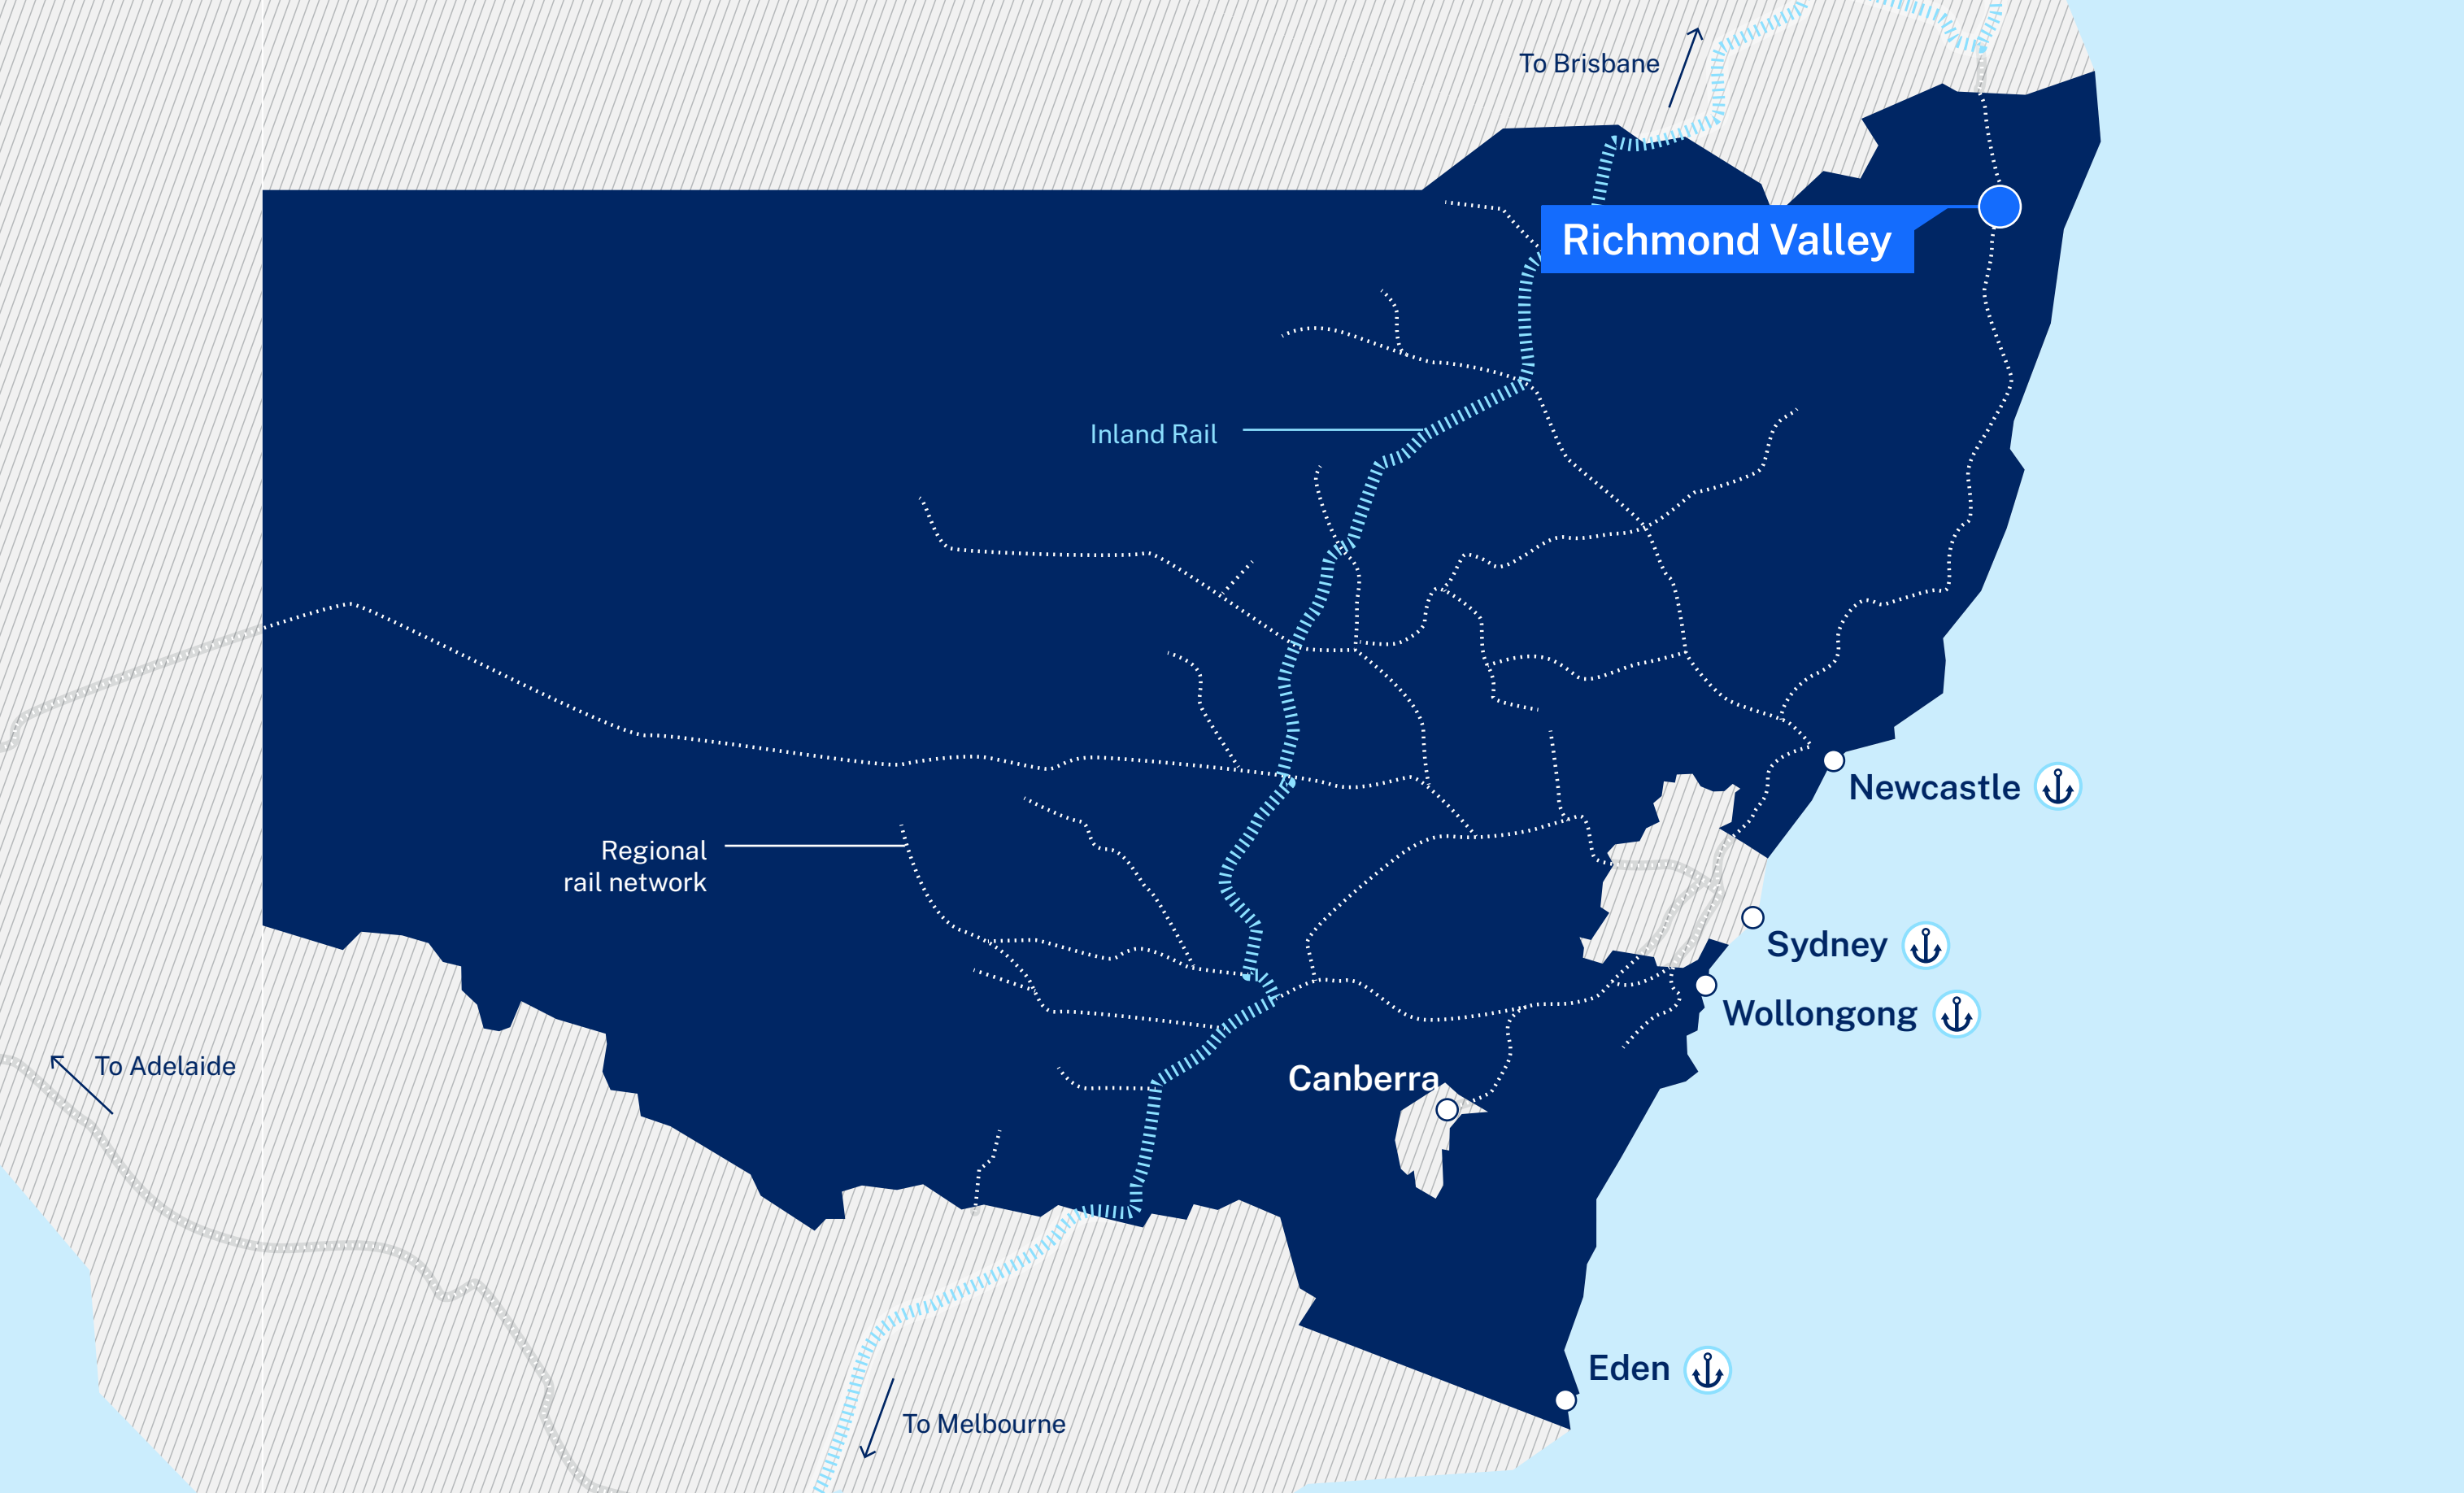 To Brisbane
Richmond Valley
Inland Rail
Newcastle
Regional
rail network
Sydney
Wollongong
To Adelaide
Canberra
Eden
To Melbourne